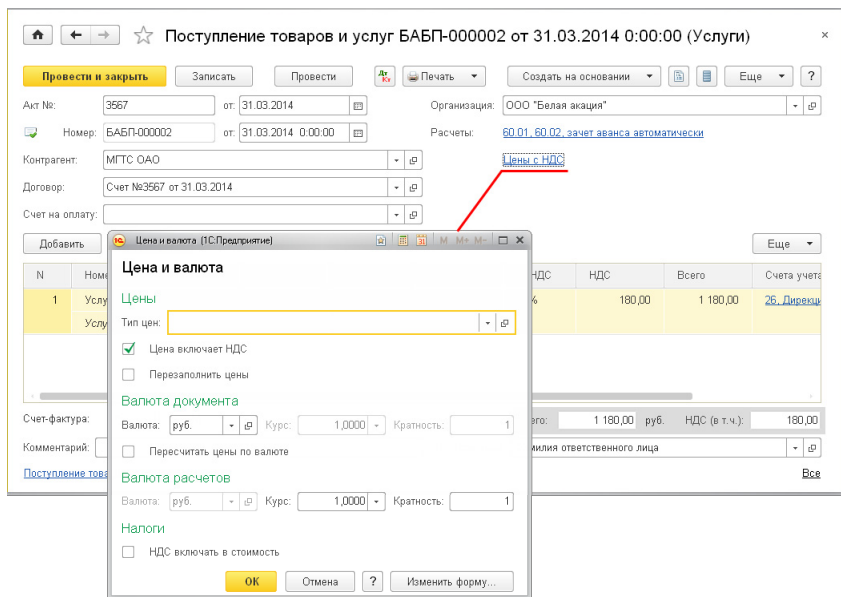 Поступление товаров и услуг БАБП-000002 от 31.03.2014 0:00:00 (Услуги)
Провести и закрыть Записать Провести Дт Кт Печать Создать на основании Еще ?
Акт №: 3567 от: 31.03.2014 Организация: ООО "Белая акация"
Номер: БАБП-000002 от: 31.03.2014 0:00:00 Расчеты: 60.01, 60.02, зачет аванса автоматически
Контрагент: МГТС ОАО Цены с НДС
Договор: Счет №3567 от 31.03.2014
Счет на оплату:
Добавить Еще
N НДС НДС Всего Счета учета
1 % 180,00 1 180,00 26, Дирекци
Счет-фактура: 1 180,00 руб. НДС (в т.ч.): 180,00
Комментарий: ответственного лица
Поступление Все
Цена и валюта (1С:Предприятие) M M+ M-
Цена и валюта
Цены
Тип цен:
Цена включает НДС
Перезаполнить цены
Валюта документа
Валюта: руб. Курс: 1,0000 Кратность: 1
Пересчитать цены по валюте
Валюта расчетов
Валюта: руб. Курс: 1,0000 Кратность: 1
Налоги
НДС включать в стоимость
ОК Отмена ? Изменить форму...